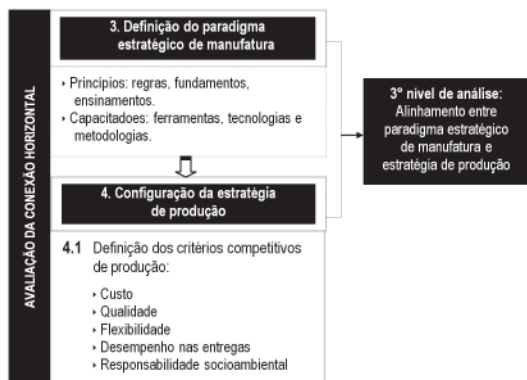 AVALIAÇÃO DA CONEXÃO HORIZONTAL
3. Definição do paradigma
estratégico de manufatura
‣ Princípios: regras, fundamentos,
ensinamentos.
‣ Capacitadoes: ferramentas, tecnologias e
metodologias.
3° nível de análise:
Alinhamento entre
paradigma estratégico
de manufatura e
estratégia de produção
4. Configuração da estratégia
de produção
4.1 Definição dos critérios competitivos
de produção:
‣ Custo
‣ Qualidade
‣ Flexibilidade
‣ Desempenho nas entregas
‣ Responsabilidade socioambiental